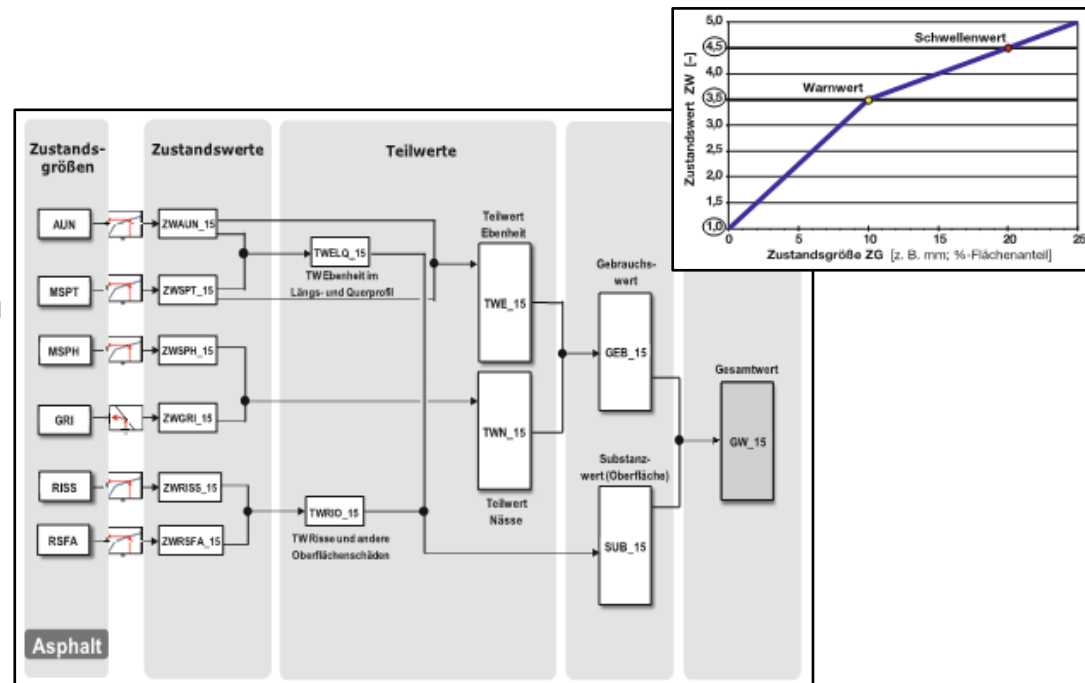 5,0
4,5
4,0
3,5
3,0
2,5
2,0
1,5
1,0
Zustandswert ZW [–]
Schwellenwert
Warnwert
0 5 10 15 20 25
Zustandsgröße ZG [z. B. mm; %-Flächenanteil]
Zustands-
größen
Zustandswerte
Teilwerte
AUN
ZWAUN_15
MSPT
ZWSPT_15
MSPH
ZWSPH_15
GRI
ZWGRI_15
RISS
ZWRISS_15
RSFA
ZWRSFA_15
TWELQ_15
TW Ebenheit im
Längs- und Querprofil
TWRIO_15
TW Risse und andere
Oberflächenschäden
Teilwert
Ebenheit
TWE_15
TWN_15
Teilwert
Nässe
Gebrauchs-
wert
GEB_15
Substanz-
wert (Oberfläche)
SUB_15
Gesamtwert
GW_15
Asphalt